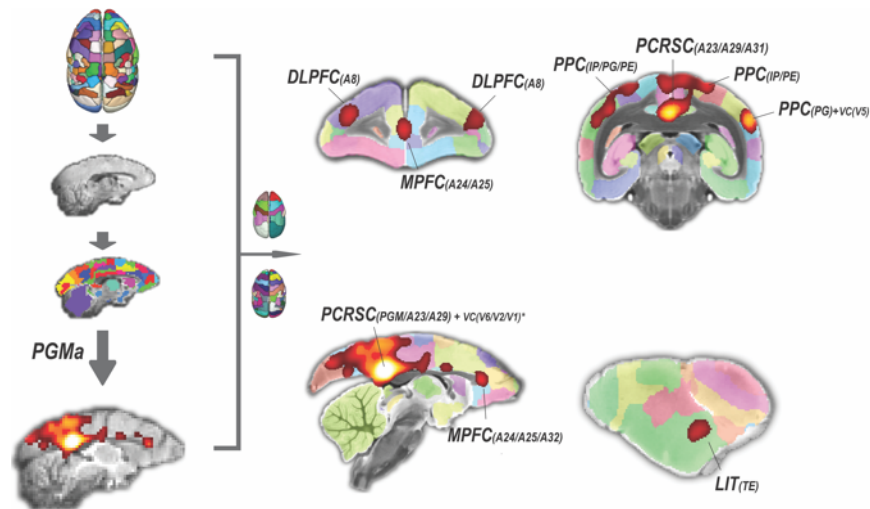 PGMa
DLPFC(A8)
DLPFC(A8)
MPFC(A24/A25)
PCRSC(A23/A29/A31)
PPC(IP/PG/PE)
PPC(IP/PE)
PPC(PG)+VC(V5)
PCRSC(PGM/A23/A29) + VC(V6/V2/V1)*
MPFC(A24/A25/A32)
LIT(TE)